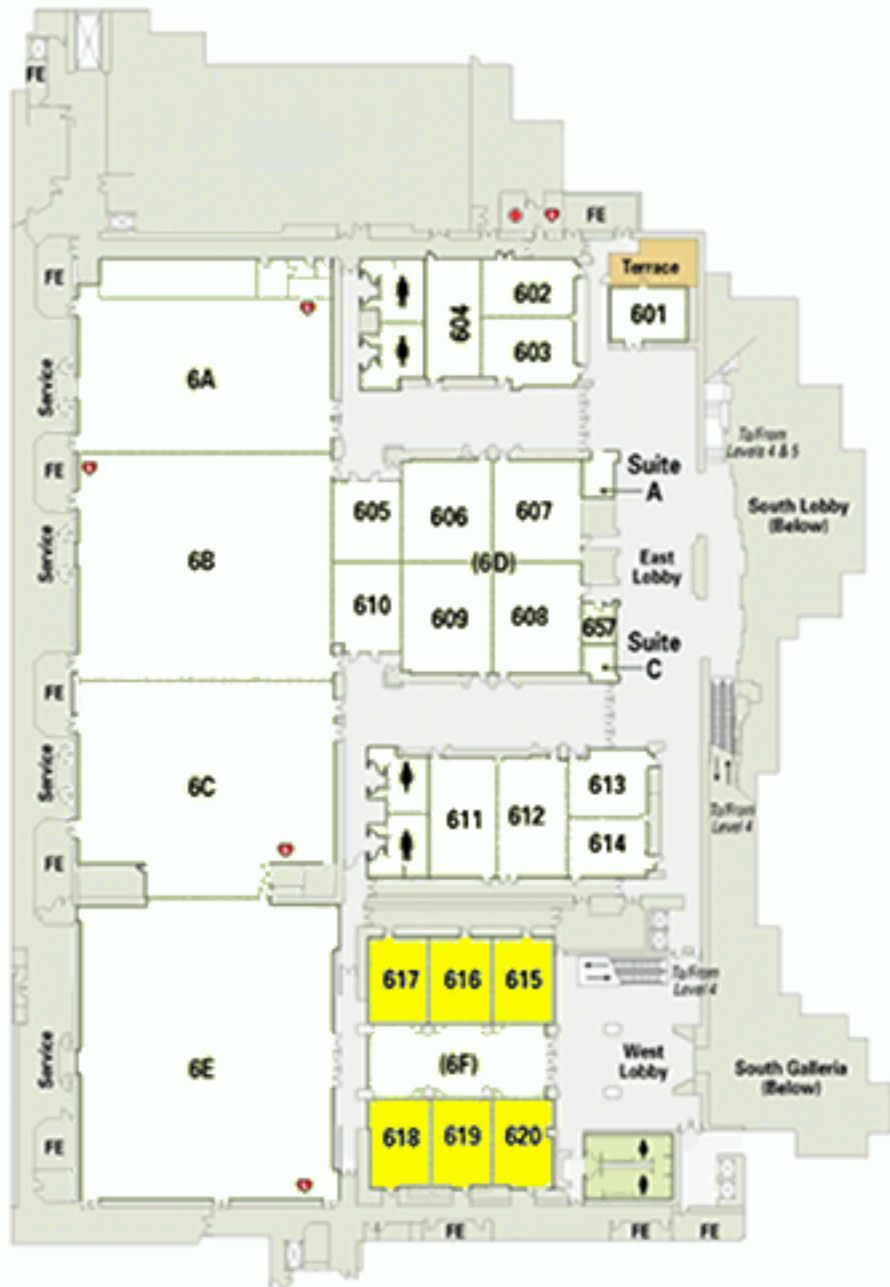 FE
FE
Terrace
FE
602
604
601
603
Service
6A
To/From
Levels 4 & 5
Suite
A
FE
605
606
607
South Lobby
(Below)
Service
6B
(6D)
East
Lobby
610
609
608
657
Suite
C
FE
Service
6C
613
611
612
614
To/From
Level 4
FE
617
616
615
To/From
Level 4
Service
6E
(6F)
West
Lobby
South Galleria
(Below)
618
619
620
FE
FE
FE
FE